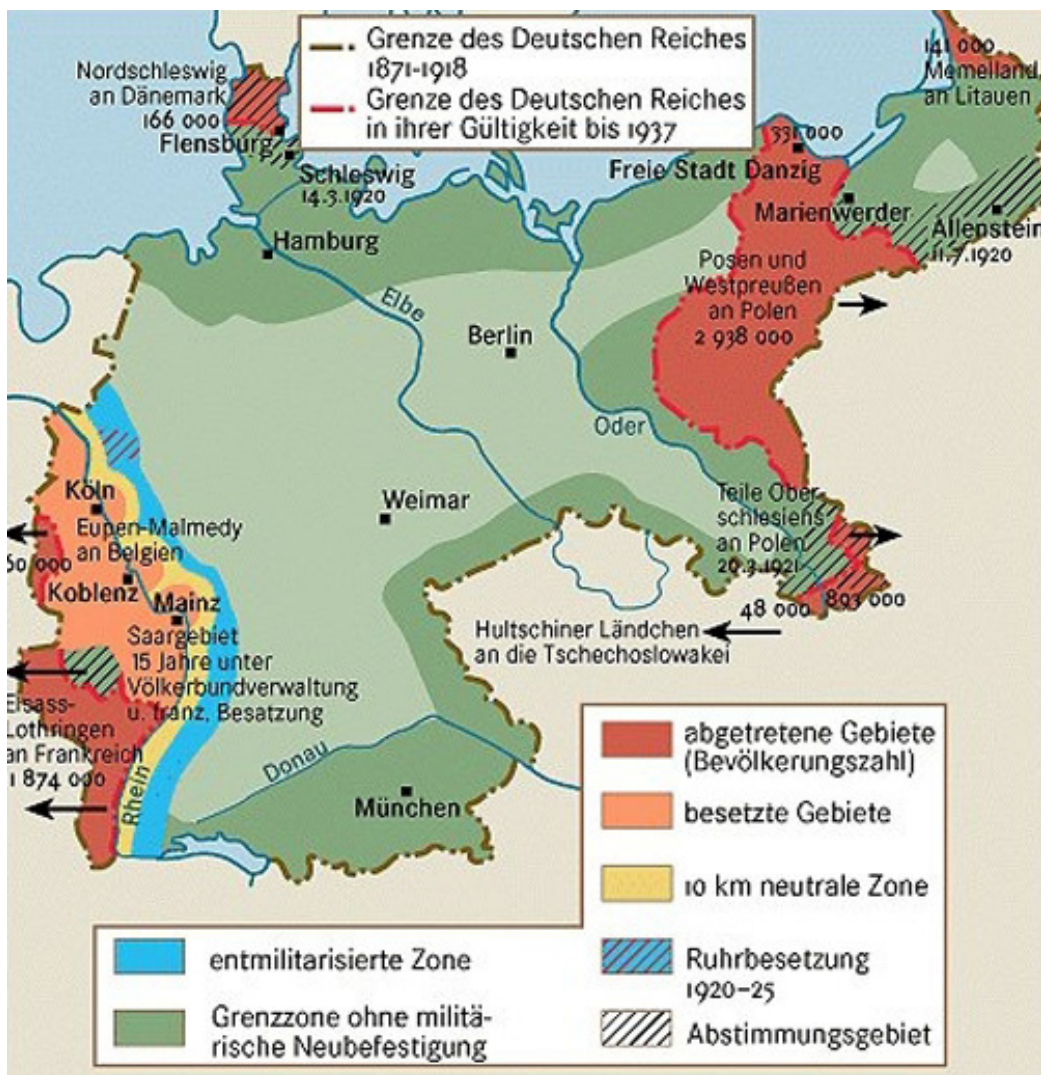 Grenze des Deutschen Reiches
1871-1918
Grenze des Deutschen Reiches
in ihrer Gültigkeit bis 1937
Nordschleswig
an Dänemark
166 000
Flensburg
Schleswig
14.3.1920
Hamburg
141 000
Memelland
an Litauen
331 000
Freie Stadt Danzig
Marienwerder
Allenstein
11.7.1920
Posen und
Westpreußen
an Polen
2 938 000
Elbe
Berlin
Oder
Weimar
Köln
Eupen-Malmedy
an Belgien
60 000
Koblenz
Mainz
Saargebiet
15 Jahre unter
Völkerbundverwaltung
u. franz. Besatzung
Elsass-
Lothringen
an Frankreich
1 874 000
Rhein
Donau
München
Teile Ober
schlesiens
an Polen
20.3.1921
48 000
893 000
Hultschiner Ländchen
an die Tschechoslowakei
abgetretene Gebiete
(Bevölkerungszahl)
besetzte Gebiete
10 km neutrale Zone
Ruhrbesetzung
1920-25
Abstimmungsgebiet
entmilitarisierte Zone
Grenzzone ohne militä-
rische Neubefestigung